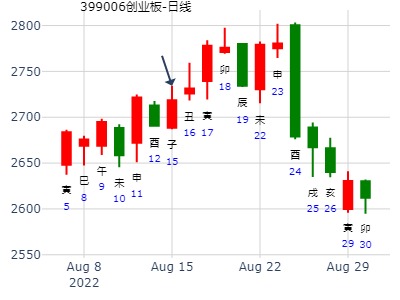 399006创业板-日线
2800
2750
2700
2650
2600
2550
寅
5
巳
8
午
9
未
10
申
11
酉
12
子
15
丑
16
寅
17
卯
18
辰
19
未
22
申
23
酉
24
戌
25
亥
26
寅
29
卯
30
Aug 8
2022
Aug 15
Aug 22
Aug 29